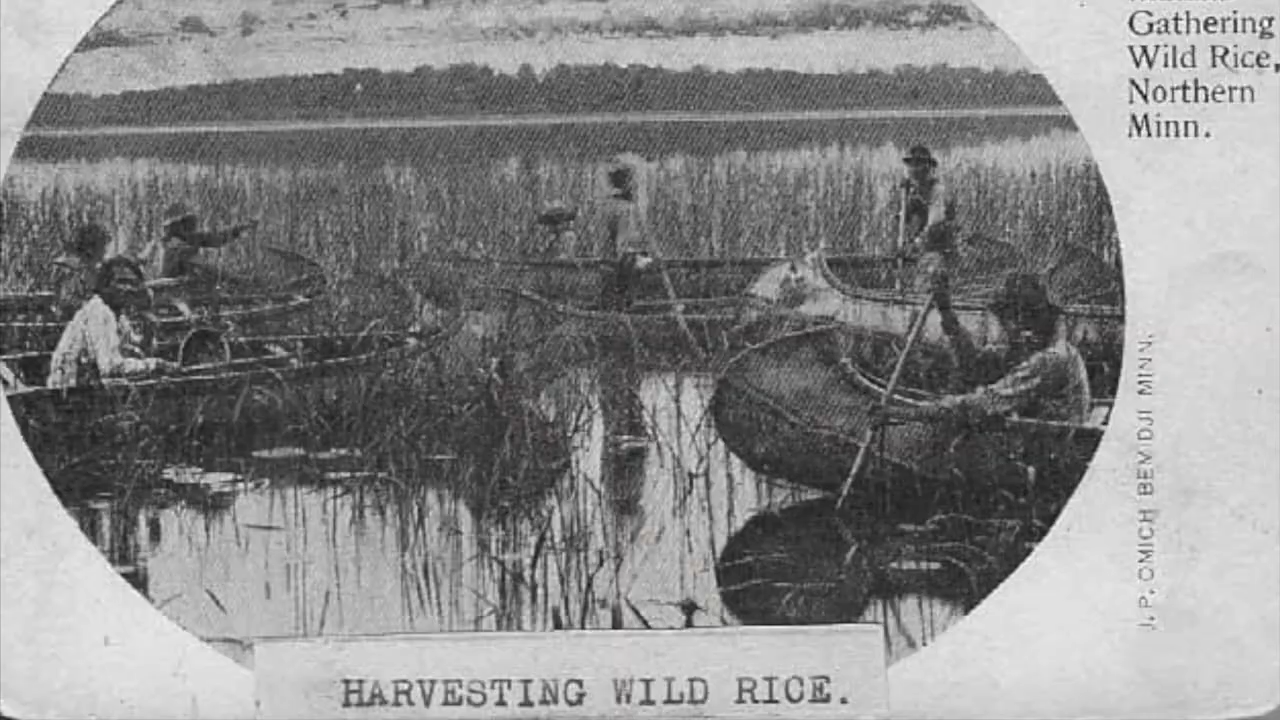 Gathering
Wild Rice,
Northern
Minn.
J. P. OMICH BEMIDJI MINN.
HARVESTING WILD RICE.